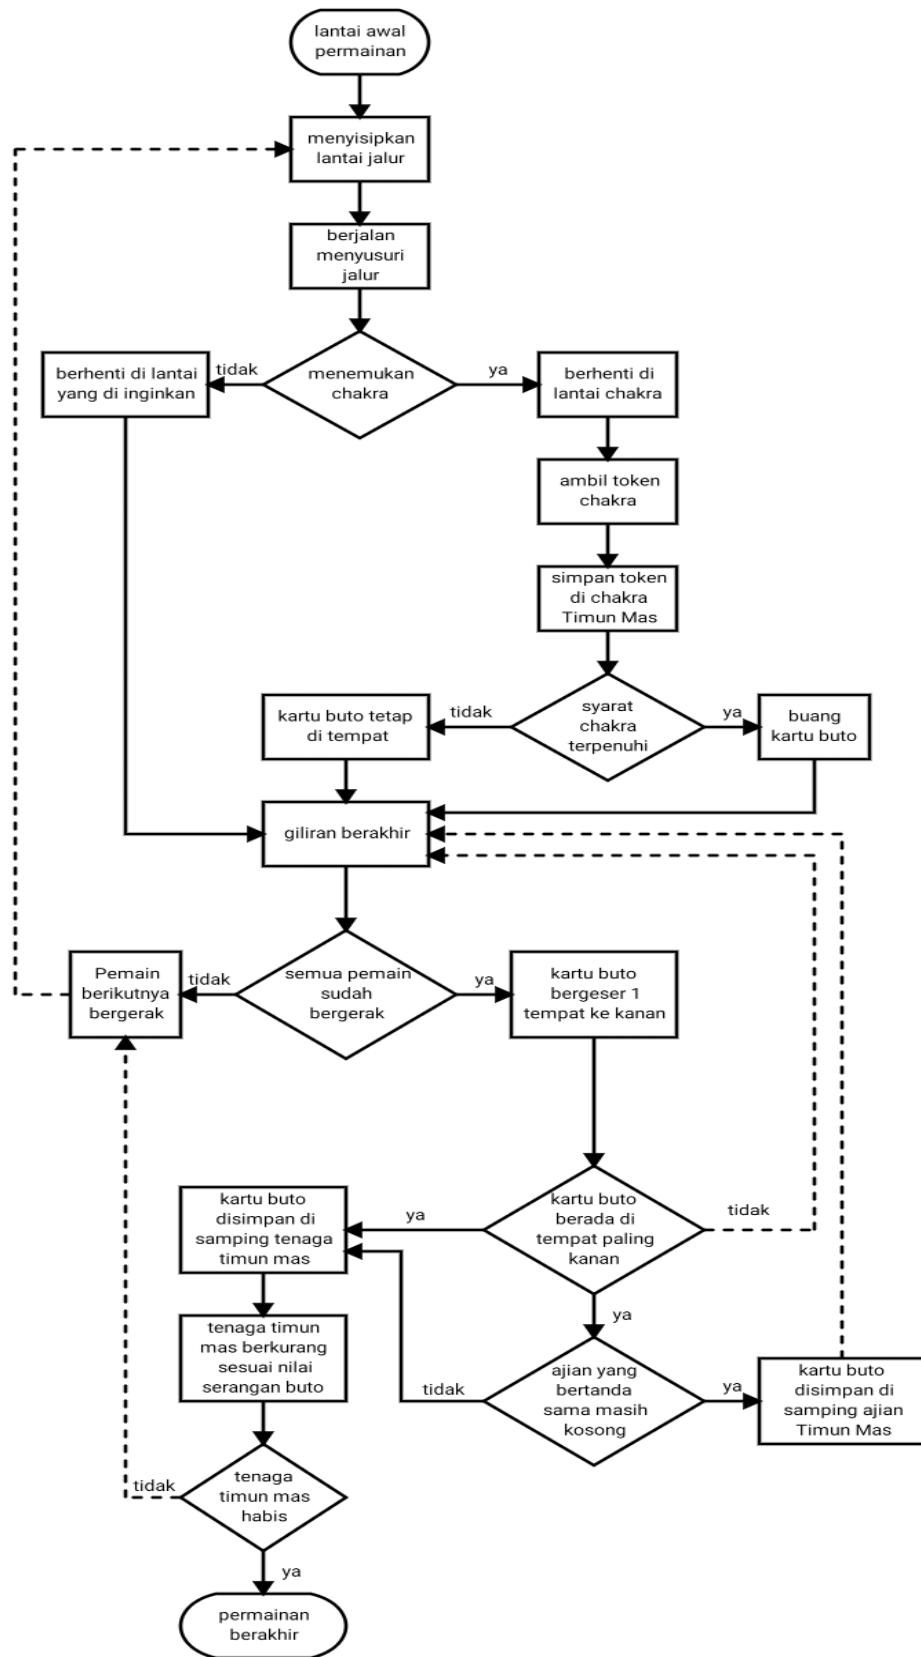 lantai awal
permainan
menyisipkan
lantai jalur
berjalan
menyusuri
jalur
berhenti di lantai
yang di inginkan
tidak
menemukan
chakra
ya
berhenti di
lantai chakra
ambil token
chakra
simpan token
di chakra
Timun Mas
kartu buto tetap
di tempat
tidak
syarat
chakra
terpenuhi
ya
buang
kartu buto
giliran berakhir
Pemain
berikutnya
bergerak
tidak
semua pemain
sudah
bergerak
ya
kartu buto
bergeser 1
tempat ke kanan
kartu buto
disimpan di
samping tenaga
timun mas
ya
kartu buto
berada di
tempat paling
kanan
tidak
ya
tenaga timun
mas berkurang
sesuai nilai
serangan buto
tidak
ajian yang
bertanda
sama masih
kosong
ya
kartu buto
disimpan di
samping ajian
Timun Mas
tidak
tenaga
timun mas
habis
ya
permainan
berakhir